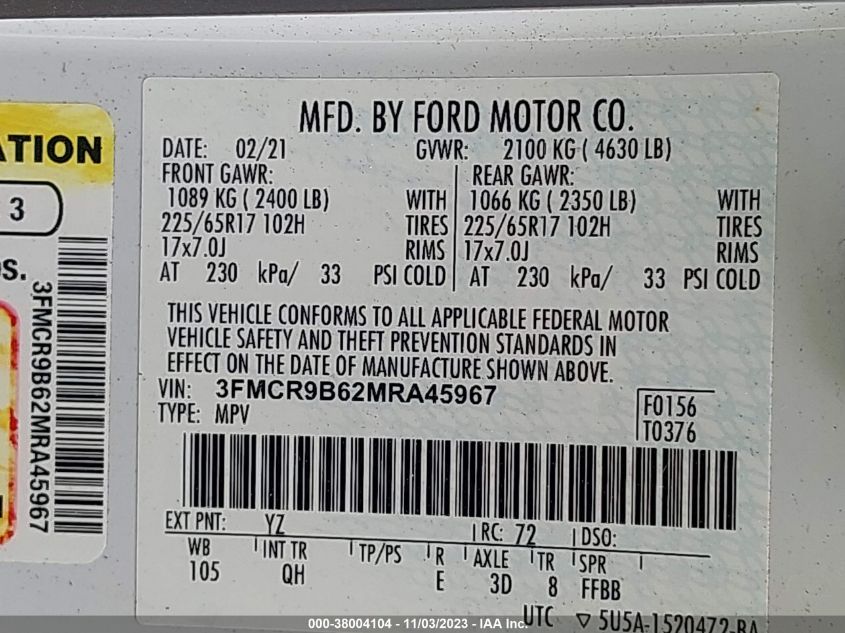 MFD. BY FORD MOTOR CO.
DATE: 02/21 GVWR: 2100 KG ( 4630 LB)
FRONT GAWR: REAR GAWR:
1089 KG ( 2400 LB) WITH 1066 KG ( 2350 LB) WITH
225/65R17 102H TIRES 225/65R17 102H TIRES
17x7.0J RIMS 17x7.0J RIMS
AT 230 kPa/ 33 PSI COLD AT 230 kPa/ 33 PSI COLD
THIS VEHICLE CONFORMS TO ALL APPLICABLE FEDERAL MOTOR
VEHICLE SAFETY AND THEFT PREVENTION STANDARDS IN
EFFECT ON THE DATE OF MANUFACTURE SHOWN ABOVE.
VIN: 3FMCR9B62MRA45967
TYPE: MPV
F0156
T0376
EXT PNT: YZ RC: 72 DSO:
WB INT TR TP/PS R AXLE TR SPR
105 QH E 3D 8 FFBB
UTC ▽ 5U5A-1520472-BA
ATION
3
os.
3FMCR9B62MRA45967
000-38004104 - 11/03/2023 - IAA Inc.